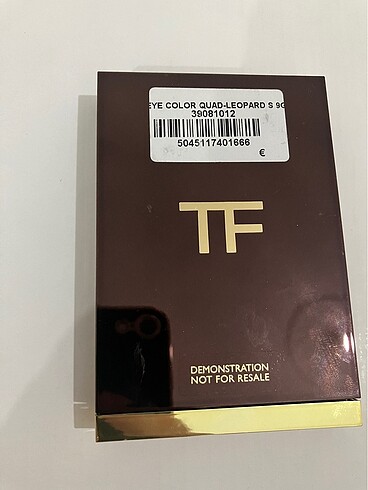 EYE COLOR QUAD-LEOPARD S 9G
39081012
5045117401666
€
TF
DEMONSTRATION
NOT FOR RESALE